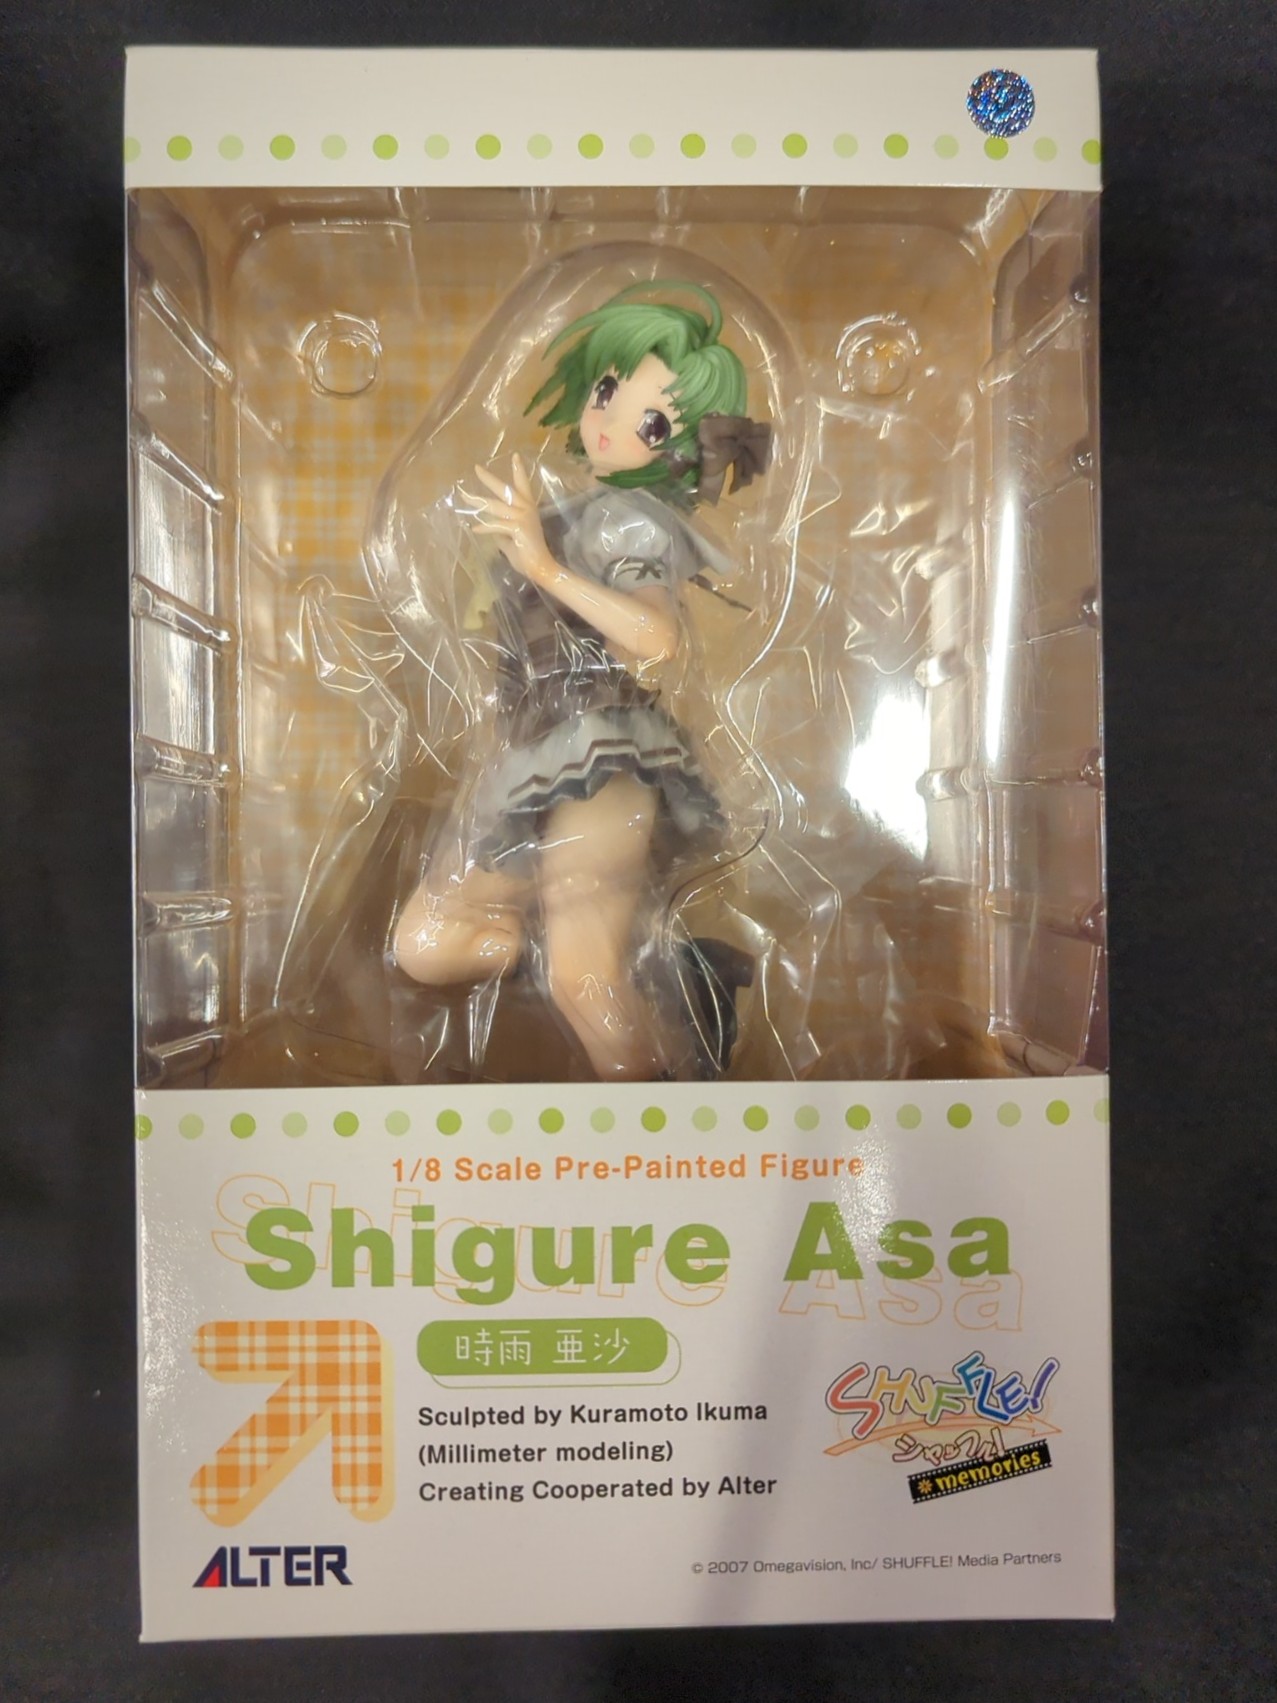 1/8 Scale Pre-Painted Figure
Shigure Asa
時雨 亜沙
Sculpted by Kuramoto Ikuma
(Millimeter modeling)
Creating Cooperated by Alter
SHUFFLE!
シャッフル!
memories
ALTER
© 2007 Omegavision, Inc/ SHUFFLE! Media Partners